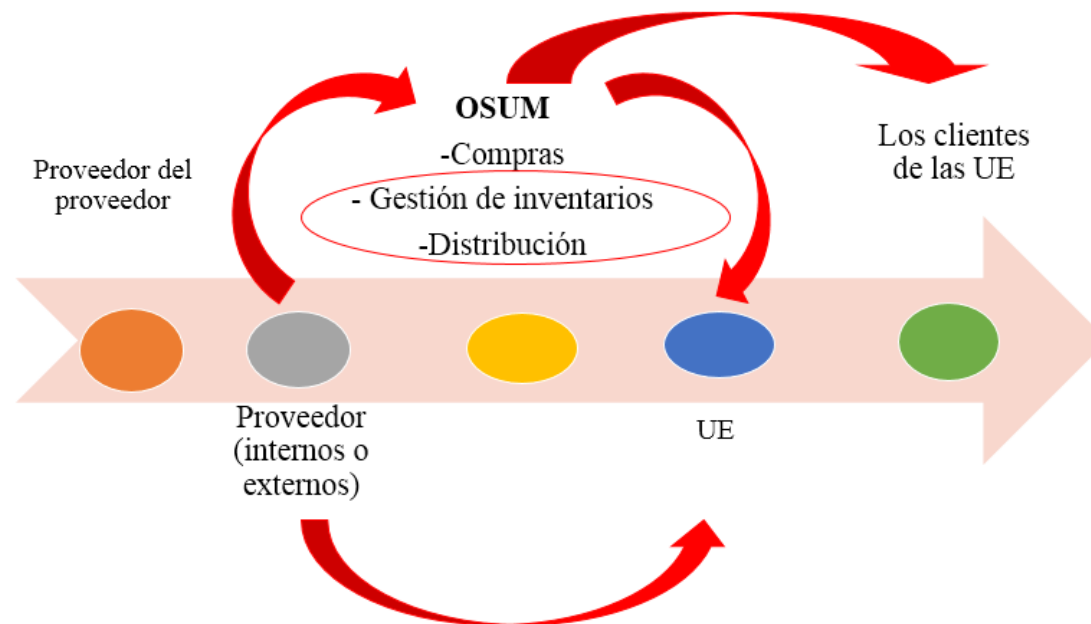 Proveedor del
proveedor
OSUM
-Compras
- Gestión de inventarios
-Distribución
Los clientes
de las UE
Proveedor
(internos o
externos)
UE